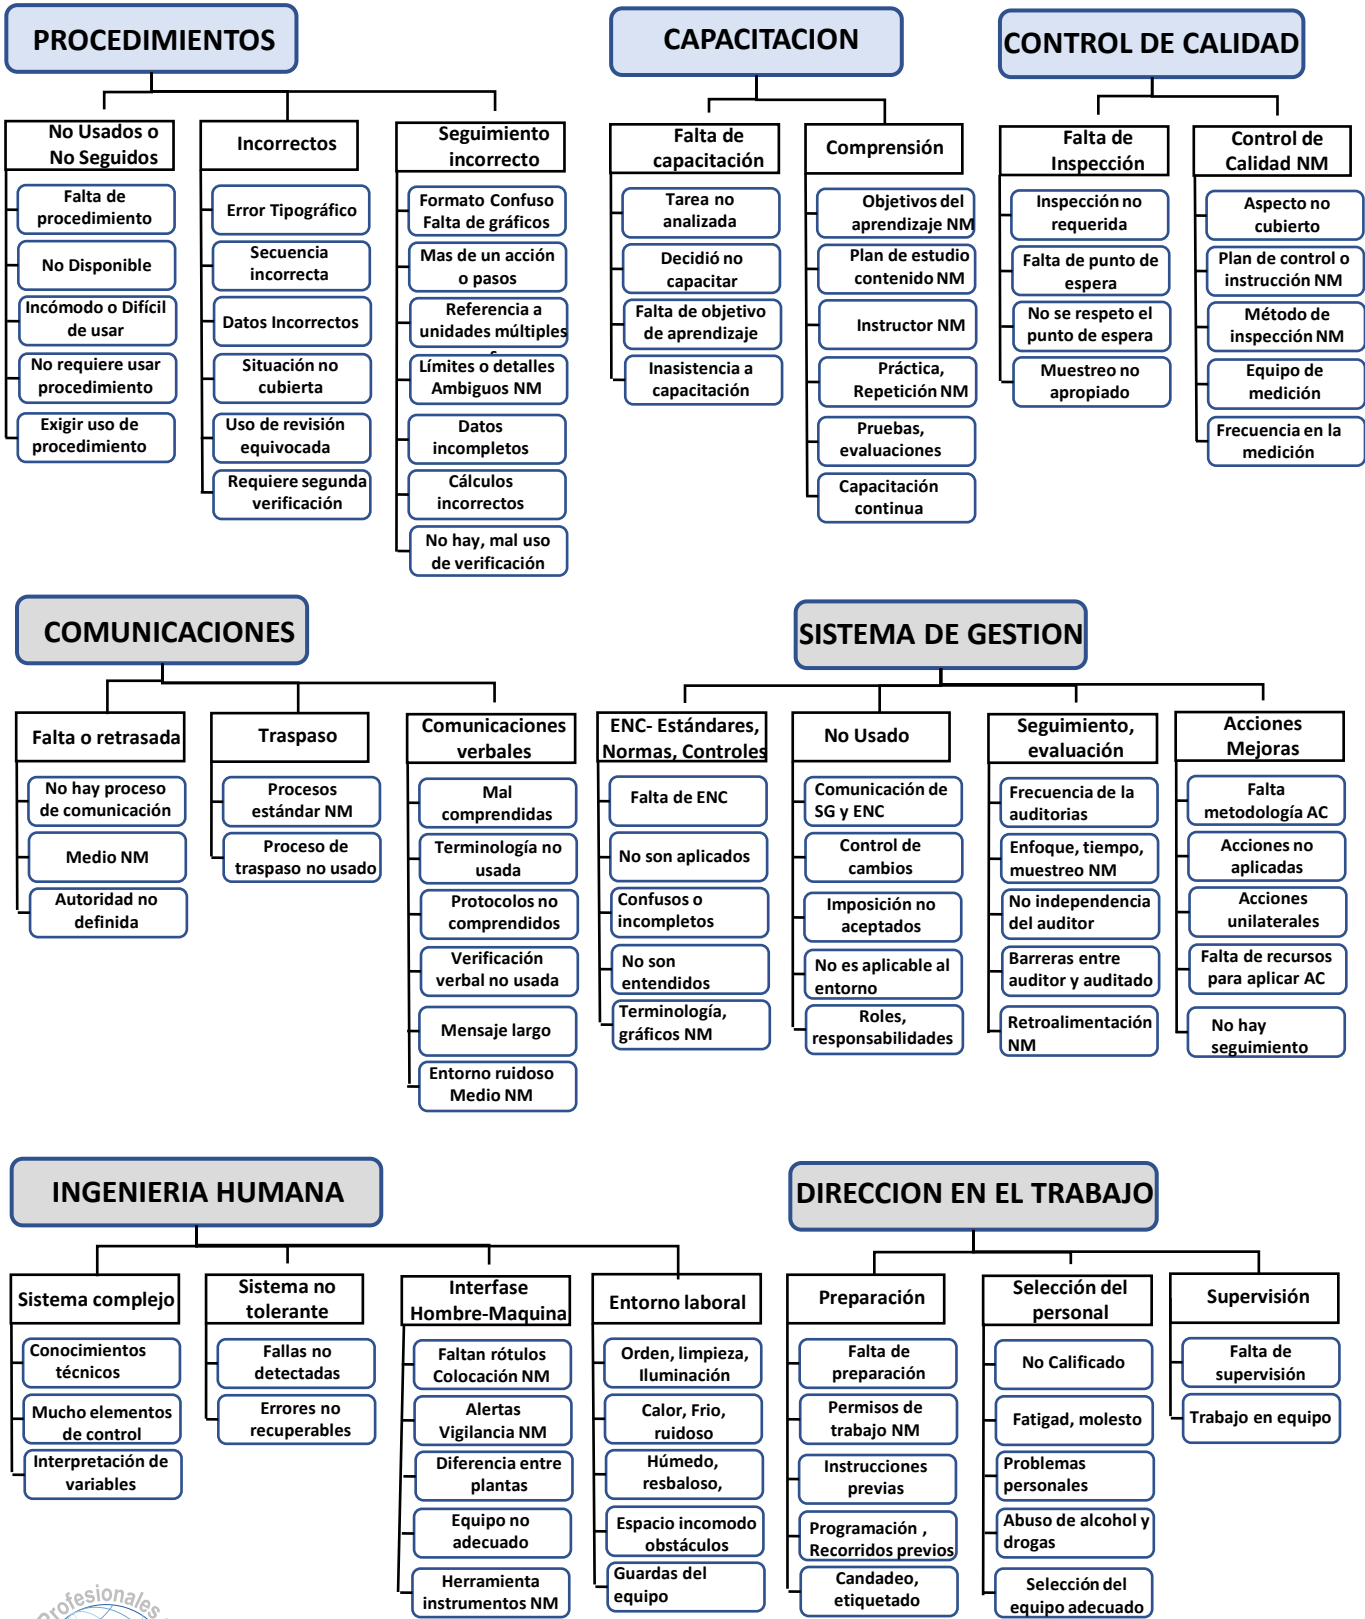 PROCEDIMIENTOS
No Usados o
No Seguidos
Falta de
procedimiento
No Disponible
Incómodo o Difícil
de usar
No requiere usar
procedimiento
Exigir uso de
procedimiento
Incorrectos
Error Tipográfico
Secuencia
incorrecta
Datos Incorrectos
Situación no
cubierta
Uso de revisión
equivocada
Requiere segunda
verificación
Seguimiento
incorrecto
Formato Confuso
Falta de gráficos
Mas de un acción
o pasos
Referencia a
unidades múltiples
Límites o detalles
Ambiguos NM
Datos
incompletos
Cálculos
incorrectos
No hay, mal uso
de verificación
CAPACITACION
Falta de
capacitación
Tarea no
analizada
Decidió no
capacitar
Falta de objetivo
de aprendizaje
Inasistencia a
capacitación
Comprensión
Objetivos del
aprendizaje NM
Plan de estudio
contenido NM
Instructor NM
Práctica,
Repetición NM
Pruebas,
evaluaciones
Capacitación
continua
CONTROL DE CALIDAD
Falta de
Inspección
Inspección no
requerida
Falta de punto de
espera
No se respeto el
punto de espera
Muestreo no
apropiado
Control de
Calidad NM
Aspecto no
cubierto
Plan de control o
instrucción NM
Método de
inspección NM
Equipo de
medición
Frecuencia en la
medición
COMUNICACIONES
Falta o retrasada
No hay proceso
de comunicación
Medio NM
Autoridad no
definida
Traspaso
Procesos
estándar NM
Proceso de
traspaso no usado
Comunicaciones
verbales
Mal
comprendidas
Terminología no
usada
Protocolos no
comprendidos
Verificación
verbal no usada
Mensaje largo
Entorno ruidoso
Medio NM
SISTEMA DE GESTION
ENC- Estándares,
Normas, Controles
Falta de ENC
No son aplicados
Confusos o
incompletos
No son
entendidos
Terminología,
gráficos NM
No Usado
Comunicación de
SG y ENC
Control de
cambios
Imposición no
aceptados
No es aplicable al
entorno
Roles,
responsabilidades
Seguimiento,
evaluación
Frecuencia de la
auditorias
Enfoque, tiempo,
muestreo NM
No independencia
del auditor
Barreras entre
auditor y auditado
Retroalimentación
NM
Acciones
Mejoras
Falta
metodología AC
Acciones no
aplicadas
Acciones
unilaterales
Falta de recursos
para aplicar AC
No hay
seguimiento
INGENIERIA HUMANA
Sistema complejo
Conocimientos
técnicos
Mucho elementos
de control
Interpretación de
variables
Sistema no
tolerante
Fallas no
detectadas
Errores no
recuperables
Interfase
Hombre-Maquina
Faltan rótulos
Colocación NM
Alertas
Vigilancia NM
Diferencia entre
plantas
Equipo no
adecuado
Herramienta
instrumentos NM
Entorno laboral
Orden, limpieza,
Iluminación
Calor, Frio,
ruidoso
Húmedo,
resbaloso,
Espacio incomodo
obstáculos
Guardas del
equipo
DIRECCION EN EL TRABAJO
Preparación
Falta de
preparación
Permisos de
trabajo NM
Instrucciones
previas
Programación ,
Recorridos previos
Candadeo,
etiquetado
Selección del
personal
No Calificado
Fatigad, molesto
Problemas
personales
Abuso de alcohol y
drogas
Selección del
equipo adecuado
Supervisión
Falta de
supervisión
Trabajo en equipo
Profesionales